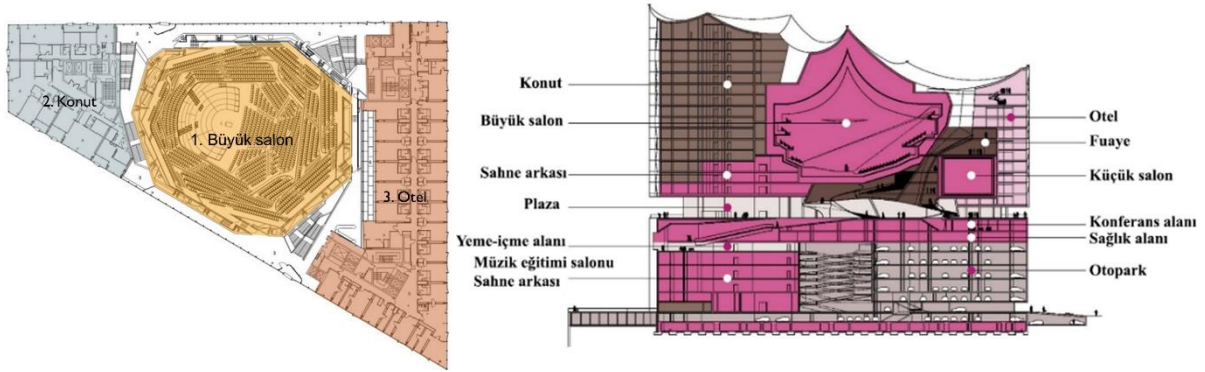 2. Konut
1. Büyük salon
3. Otel
Konut
Büyük salon
Sahne arkası
Plaza
Yeme-içme alanı
Müzik eğitimi salonu
Sahne arkası
Otel
Fuaye
Küçük salon
Konferans alanı
Sağlık alanı
Otopark